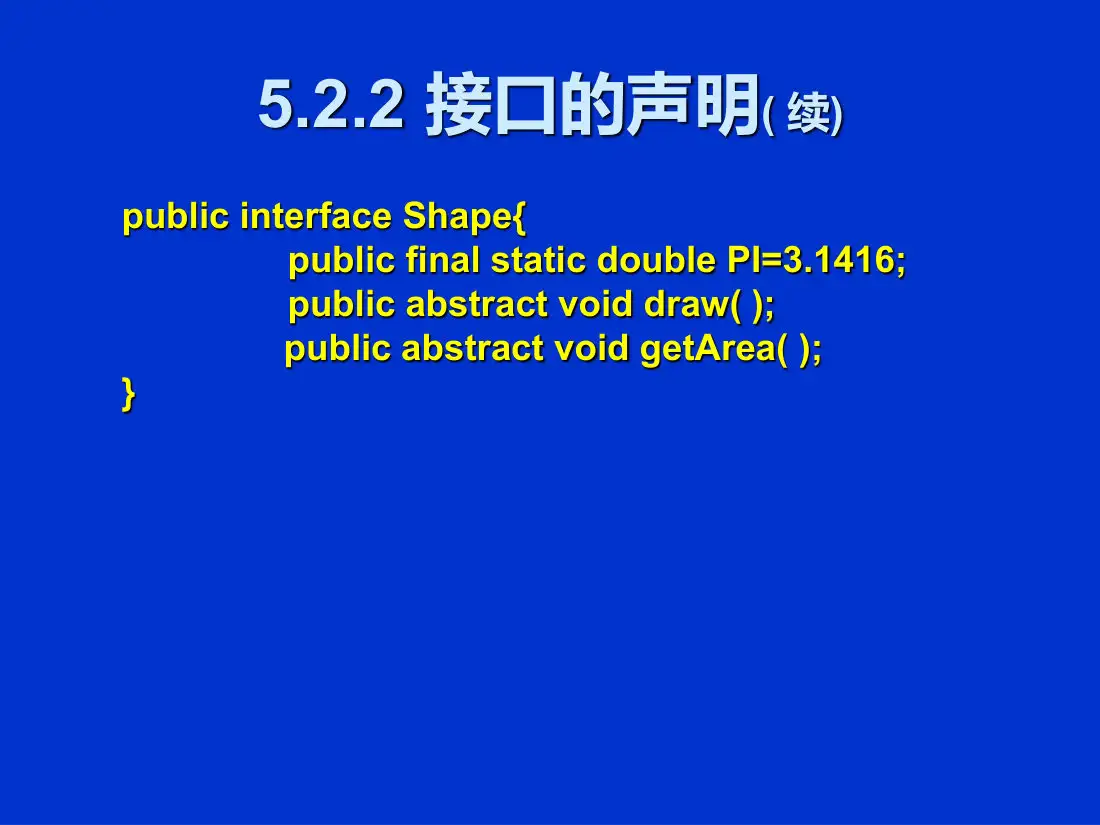 5.2.2 接口的声明( 续)
public interface Shape{
public final static double PI=3.1416;
public abstract void draw( );
public abstract void getArea( );
}